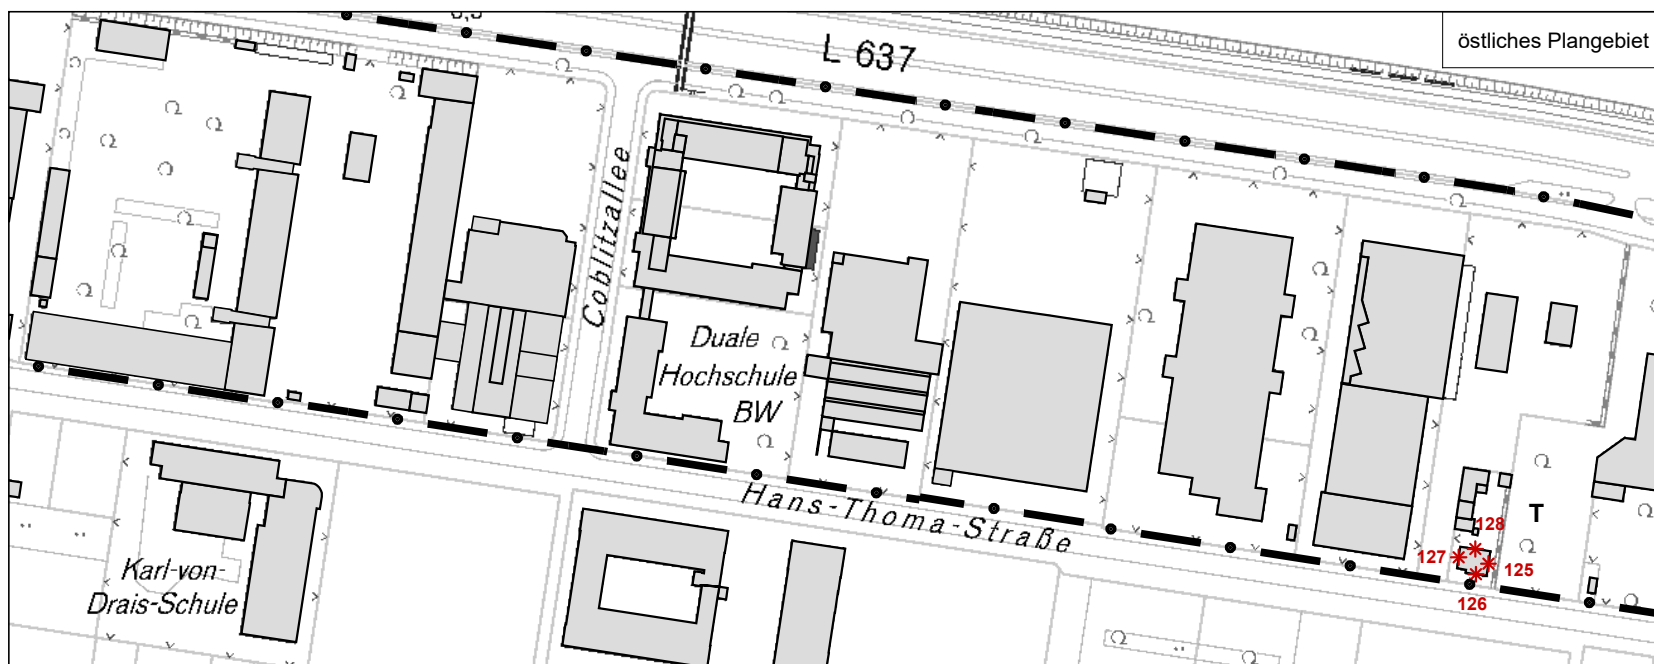 östliches Plangebiet
L 637
Coblitzallee
Duale
Hochschule
BW
Hans-Thoma-Straße
Karl-von-
Drais-Schule
T
128
127
125
126